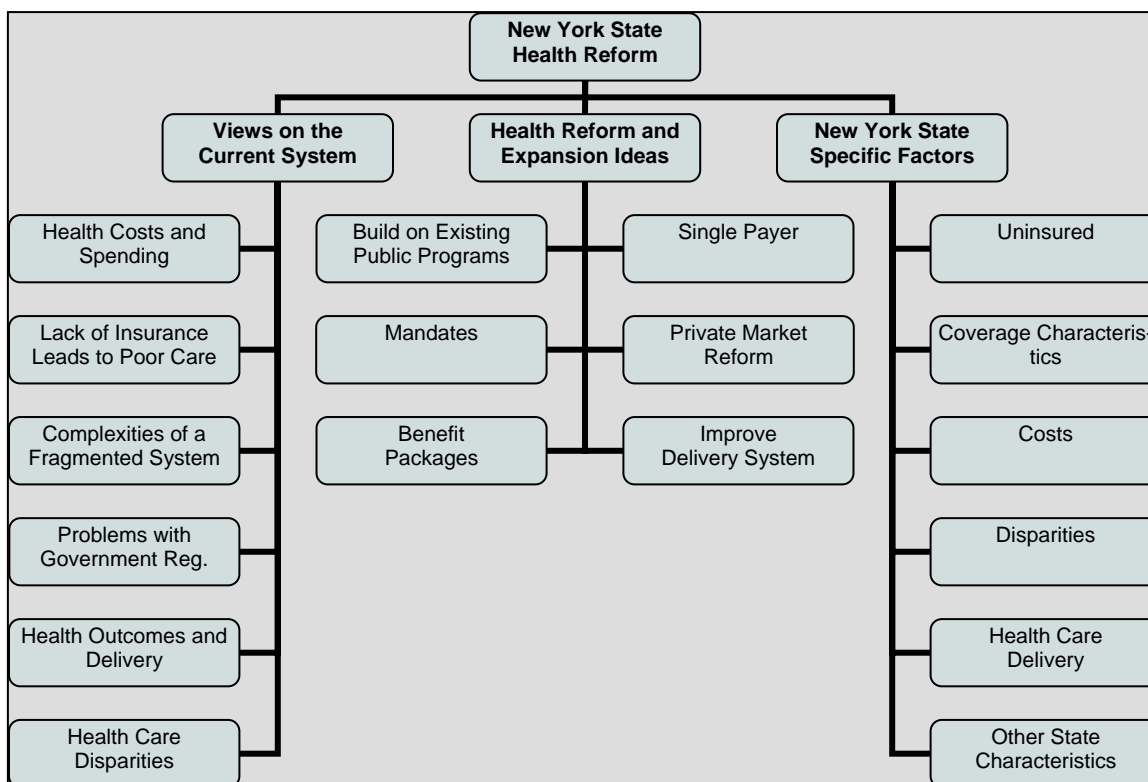 New York State
Health Reform
Views on the
Current System
Health Reform and
Expansion Ideas
New York State
Specific Factors
Health Costs and
Spending
Lack of Insurance
Leads to Poor Care
Complexities of a
Fragmented System
Problems with
Government Reg.
Health Outcomes and
Delivery
Health Care
Disparities
Build on Existing
Public Programs
Single Payer
Mandates
Private Market
Reform
Benefit
Packages
Improve
Delivery System
Uninsured
Coverage Characteris-
tics
Costs
Disparities
Health Care
Delivery
Other State
Characteristics